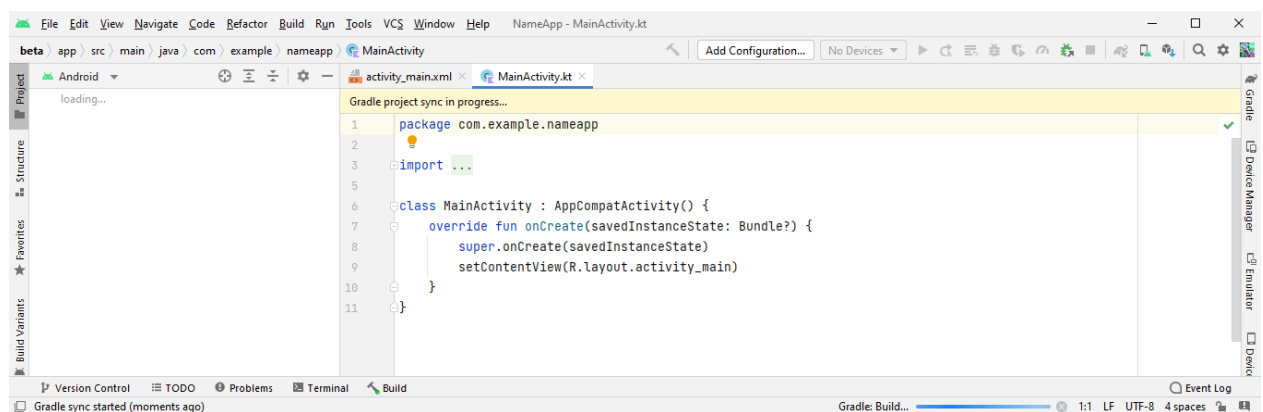 File Edit View Navigate Code Refactor Build Run Tools VCS Window Help NameApp - MainActivity.kt
beta app src main java com example nameapp MainActivity Add Configuration... No Devices
Project
Android
activity_main.xml MainActivity.kt
Gradle
loading...
Gradle project sync in progress...
1 package com.example.nameapp
2
3 import ...
5
6 class MainActivity : AppCompatActivity() {
7 override fun onCreate(savedInstanceState: Bundle?) {
8 super.onCreate(savedInstanceState)
9 setContentView(R.layout.activity_main)
10 }
11 }
Structure
Favorites
Build Variants
Device Manager
Emulator
Version Control TODO Problems Terminal Build Event Log
Gradle sync started (moments ago) Gradle: Build... 1:1 LF UTF-8 4 spaces